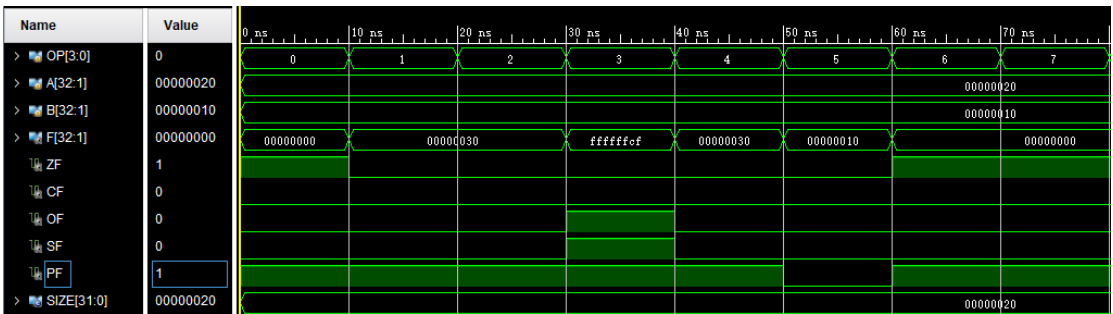 Name Value 0 ns 10 ns 20 ns 30 ns 40 ns 50 ns 60 ns 70 ns
> OP[3:0] 0 0 1 2 3 4 5 6 7
> A[32:1] 00000020 00000020
> B[32:1] 00000010 00000010
> F[32:1] 00000000 00000000 00000030 ffffffcf 00000030 00000010 00000000
ZF 1
CF 0
OF 0
SF 0
PF 1
> SIZE[31:0] 00000020 00000020